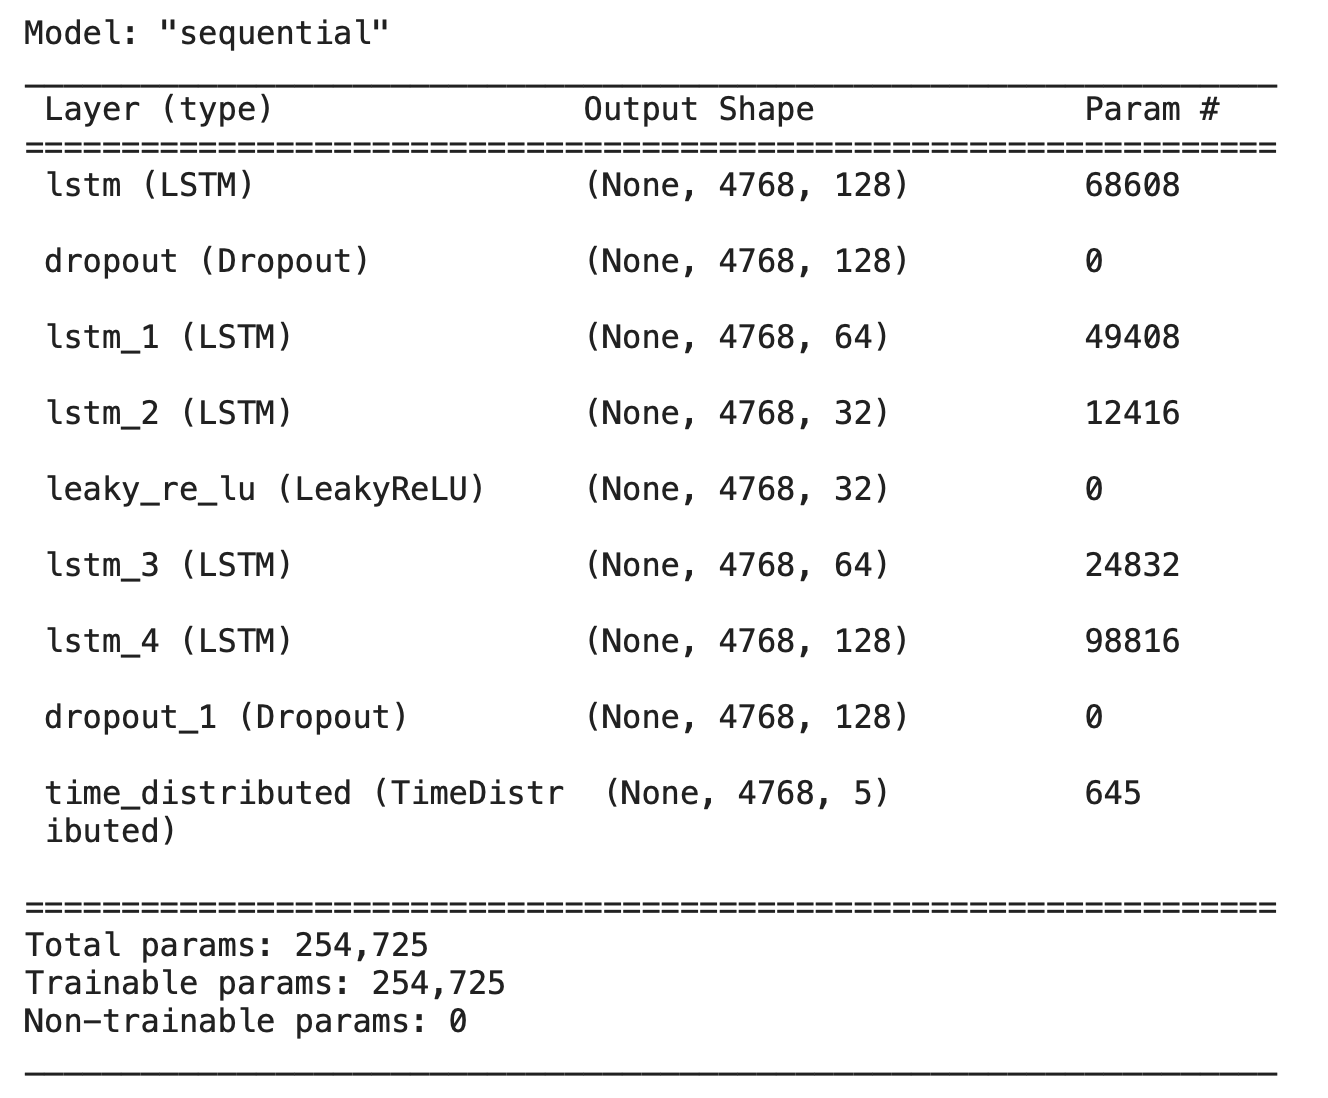 Model: "sequential"
Layer (type) Output Shape Param #
=================================================================
lstm (LSTM) (None, 4768, 128) 68608
dropout (Dropout) (None, 4768, 128) 0
lstm_1 (LSTM) (None, 4768, 64) 49408
lstm_2 (LSTM) (None, 4768, 32) 12416
leaky_re_lu (LeakyReLU) (None, 4768, 32) 0
lstm_3 (LSTM) (None, 4768, 64) 24832
lstm_4 (LSTM) (None, 4768, 128) 98816
dropout_1 (Dropout) (None, 4768, 128) 0
time_distributed (TimeDistr (None, 4768, 5) 645
ibuted)
=================================================================
Total params: 254,725
Trainable params: 254,725
Non-trainable params: 0